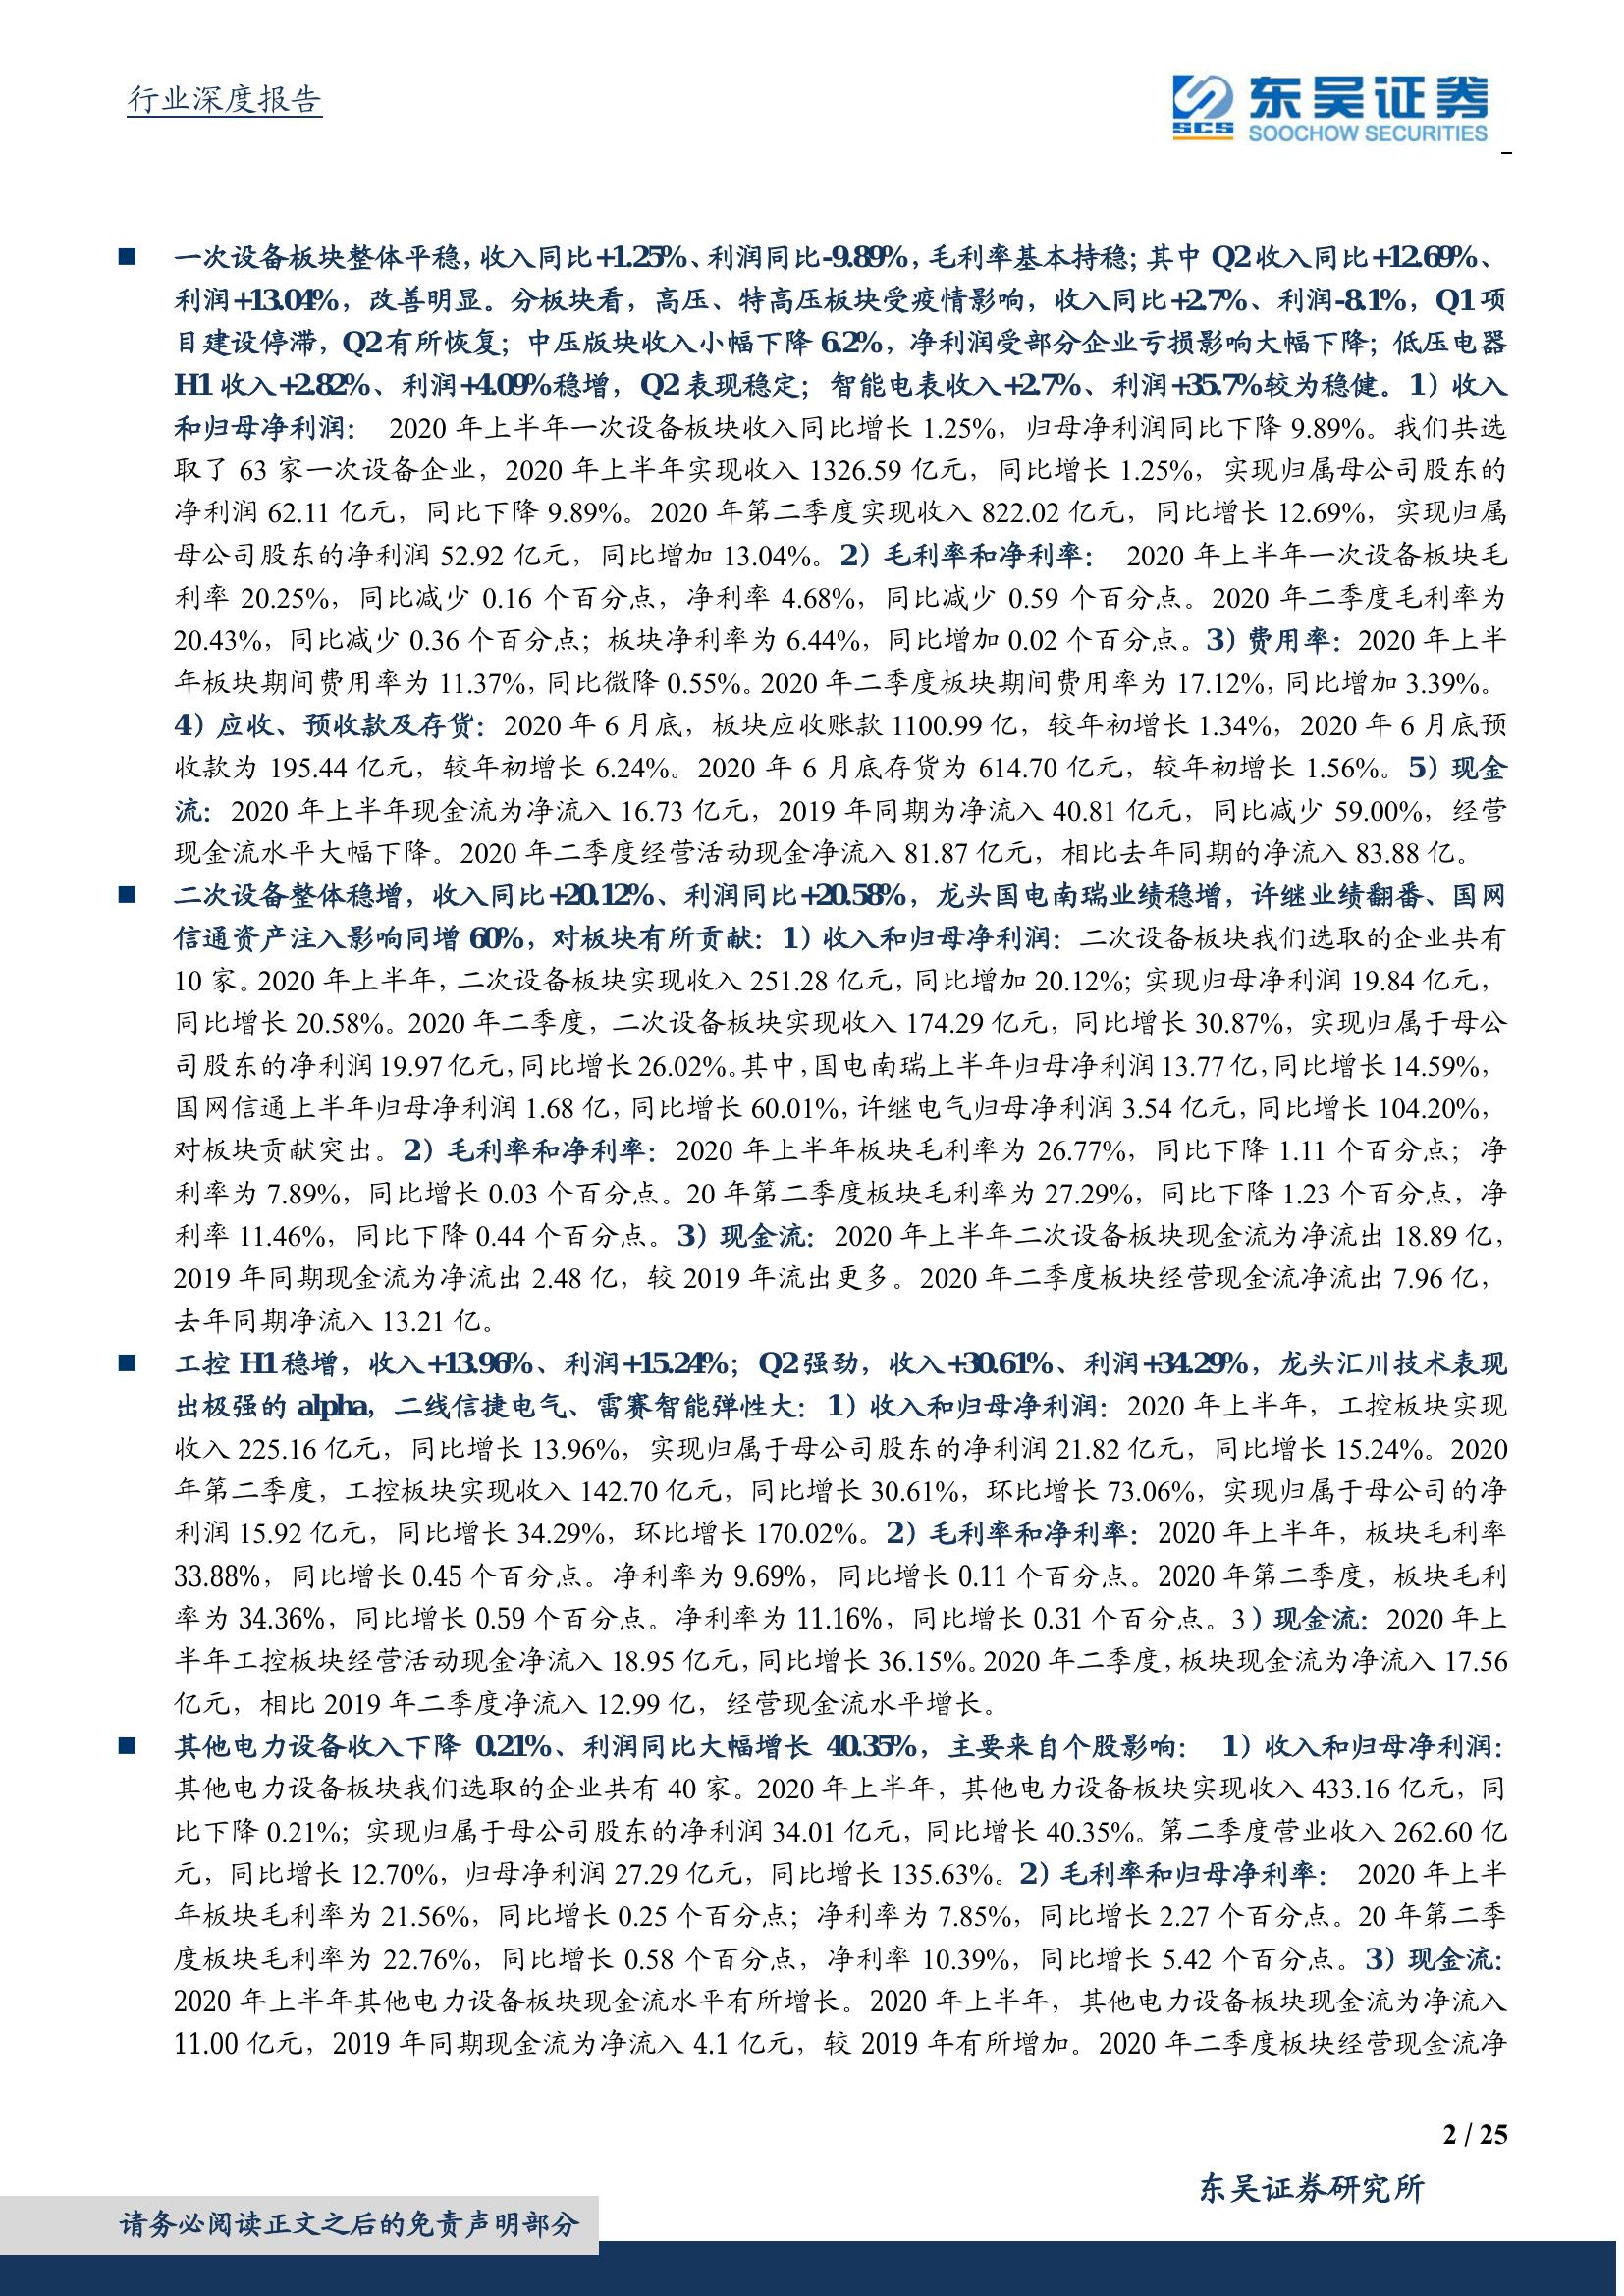 行业深度报告
SCS 东吴证券
SOOCHOW SECURITIES
■ 一次设备板块整体平稳，收入同比+1.25%、利润同比-9.89%，毛利率基本持稳；其中 Q2 收入同比+12.69%、
利润+13.04%，改善明显。分板块看，高压、特高压板块受疫情影响，收入同比+2.7%、利润-8.1%，Q1 项
目建设停滞，Q2 有所恢复；中压版块收入小幅下降 6.2%，净利润受部分企业亏损影响大幅下降；低压电器
H1 收入+2.82%、利润+4.09%稳增，Q2 表现稳定；智能电表收入+2.7%、利润+35.7%较为稳健。1）收入
和归母净利润： 2020 年上半年一次设备板块收入同比增长 1.25%，归母净利润同比下降 9.89%。我们共选
取了 63 家一次设备企业，2020 年上半年实现收入 1326.59 亿元，同比增长 1.25%，实现归属母公司股东的
净利润 62.11 亿元，同比下降 9.89%。2020 年第二季度实现收入 822.02 亿元，同比增长 12.69%，实现归属
母公司股东的净利润 52.92 亿元，同比增加 13.04%。2）毛利率和净利率： 2020 年上半年一次设备板块毛
利率 20.25%，同比减少 0.16 个百分点，净利率 4.68%，同比减少 0.59 个百分点。2020 年二季度毛利率为
20.43%，同比减少 0.36 个百分点；板块净利率为 6.44%，同比增加 0.02 个百分点。3）费用率：2020 年上半
年板块期间费用率为 11.37%，同比微降 0.55%。2020 年二季度板块期间费用率为 17.12%，同比增加 3.39%。
4）应收、预收款及存货：2020 年 6 月底，板块应收账款 1100.99 亿，较年初增长 1.34%，2020 年 6 月底预
收款为 195.44 亿元，较年初增长 6.24%。2020 年 6 月底存货为 614.70 亿元，较年初增长 1.56%。5）现金
流：2020 年上半年现金流为净流入 16.73 亿元，2019 年同期为净流入 40.81 亿元，同比减少 59.00%，经营
现金流水平大幅下降。2020 年二季度经营活动现金净流入 81.87 亿元，相比去年同期的净流入 83.88 亿。
■ 二次设备整体稳增，收入同比+20.12%、利润同比+20.58%，龙头国电南瑞业绩稳增，许继业绩翻番、国网
信通资产注入影响同增 60%，对板块有所贡献：1）收入和归母净利润：二次设备板块我们选取的企业共有
10 家。2020 年上半年，二次设备板块实现收入 251.28 亿元，同比增加 20.12%；实现归母净利润 19.84 亿元，
同比增长 20.58%。2020 年二季度，二次设备板块实现收入 174.29 亿元，同比增长 30.87%，实现归属于母公
司股东的净利润 19.97 亿元，同比增长 26.02%。其中，国电南瑞上半年归母净利润 13.77 亿，同比增长 14.59%，
国网信通上半年归母净利润 1.68 亿，同比增长 60.01%，许继电气归母净利润 3.54 亿元，同比增长 104.20%，
对板块贡献突出。2）毛利率和净利率：2020 年上半年板块毛利率为 26.77%，同比下降 1.11 个百分点；净
利率为 7.89%，同比增长 0.03 个百分点。20 年第二季度板块毛利率为 27.29%，同比下降 1.23 个百分点，净
利率 11.46%，同比下降 0.44 个百分点。3）现金流：2020 年上半年二次设备板块现金流为净流出 18.89 亿，
2019 年同期现金流为净流出 2.48 亿，较 2019 年流出更多。2020 年二季度板块经营现金流净流出 7.96 亿，
去年同期净流入 13.21 亿。
■ 工控 H1 稳增，收入+13.96%、利润+15.24%；Q2 强劲，收入+30.61%、利润+34.29%，龙头汇川技术表现
出极强的 alpha，二线信捷电气、雷赛智能弹性大：1）收入和归母净利润：2020 年上半年，工控板块实现
收入 225.16 亿元，同比增长 13.96%，实现归属于母公司股东的净利润 21.82 亿元，同比增长 15.24%。2020
年第二季度，工控板块实现收入 142.70 亿元，同比增长 30.61%，环比增长 73.06%，实现归属于母公司的净
利润 15.92 亿元，同比增长 34.29%，环比增长 170.02%。2）毛利率和净利率：2020 年上半年，板块毛利率
33.88%，同比增长 0.45 个百分点。净利率为 9.69%，同比增长 0.11 个百分点。2020 年第二季度，板块毛利
率为 34.36%，同比增长 0.59 个百分点。净利率为 11.16%，同比增长 0.31 个百分点。3）现金流：2020 年上
半年工控板块经营活动现金净流入 18.95 亿元，同比增长 36.15%。2020 年二季度，板块现金流为净流入 17.56
亿元，相比 2019 年二季度净流入 12.99 亿，经营现金流水平增长。
■ 其他电力设备收入下降 0.21%、利润同比大幅增长 40.35%，主要来自个股影响： 1）收入和归母净利润：
其他电力设备板块我们选取的企业共有 40 家。2020 年上半年，其他电力设备板块实现收入 433.16 亿元，同
比下降 0.21%；实现归属于母公司股东的净利润 34.01 亿元，同比增长 40.35%。第二季度营业收入 262.60 亿
元，同比增长 12.70%，归母净利润 27.29 亿元，同比增长 135.63%。2）毛利率和归母净利率： 2020 年上半
年板块毛利率为 21.56%，同比增长 0.25 个百分点；净利率为 7.85%，同比增长 2.27 个百分点。20 年第二季
度板块毛利率为 22.76%，同比增长 0.58 个百分点，净利率 10.39%，同比增长 5.42 个百分点。3）现金流：
2020 年上半年其他电力设备板块现金流水平有所增长。2020 年上半年，其他电力设备板块现金流为净流入
11.00 亿元，2019 年同期现金流为净流入 4.1 亿元，较 2019 年有所增加。2020 年二季度板块经营现金流净
2 / 25
东吴证券研究所
请务必阅读正文之后的免责声明部分